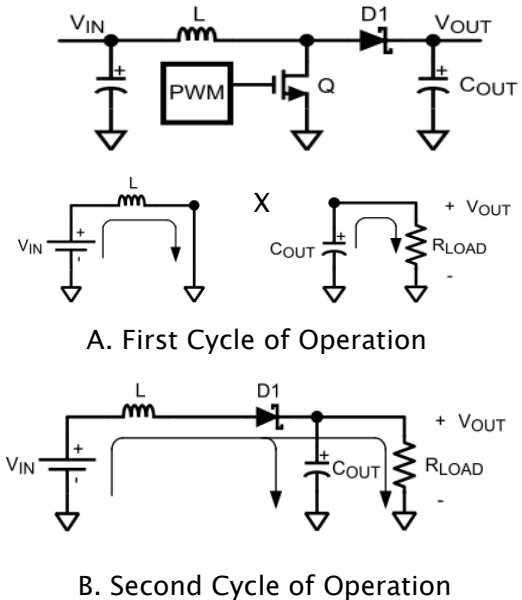 VIN L D1 VOUT
PWM Q + COUT
+
L
VIN + - X COUT + + VOUT
RLOAD
-
A. First Cycle of Operation
L D1
VIN + - + COUT + VOUT
RLOAD
-
B. Second Cycle of Operation